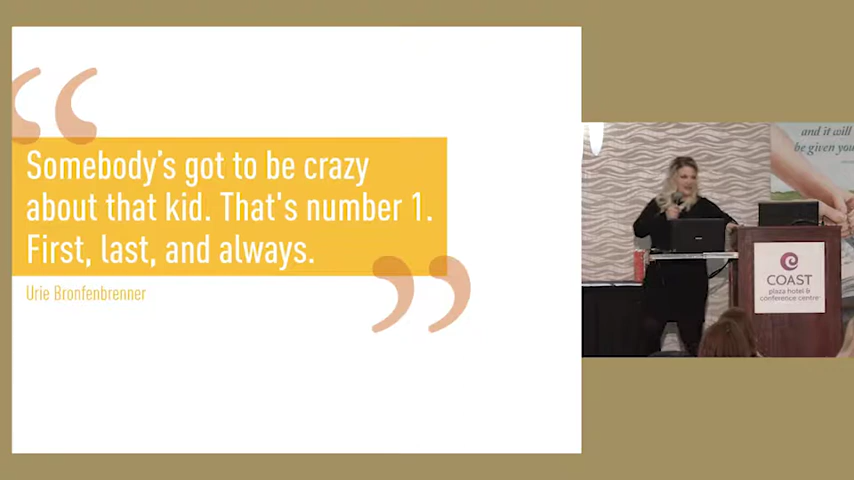 Somebody's got to be crazy
about that kid. That's number 1.
First, last, and always.
Urie Bronfenbrenner
and it will
be given you
COAST
plaza hotel &
conference centre